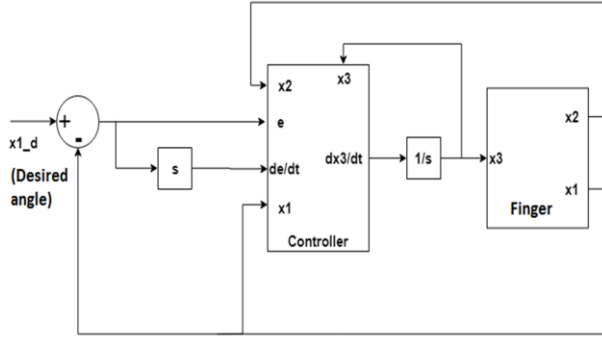 x1_d
(Desired
angle)
+
-
s
x2
x3
e
de/dt
dx3/dt
x1
Controller
1/s
x3
x2
x1
Finger